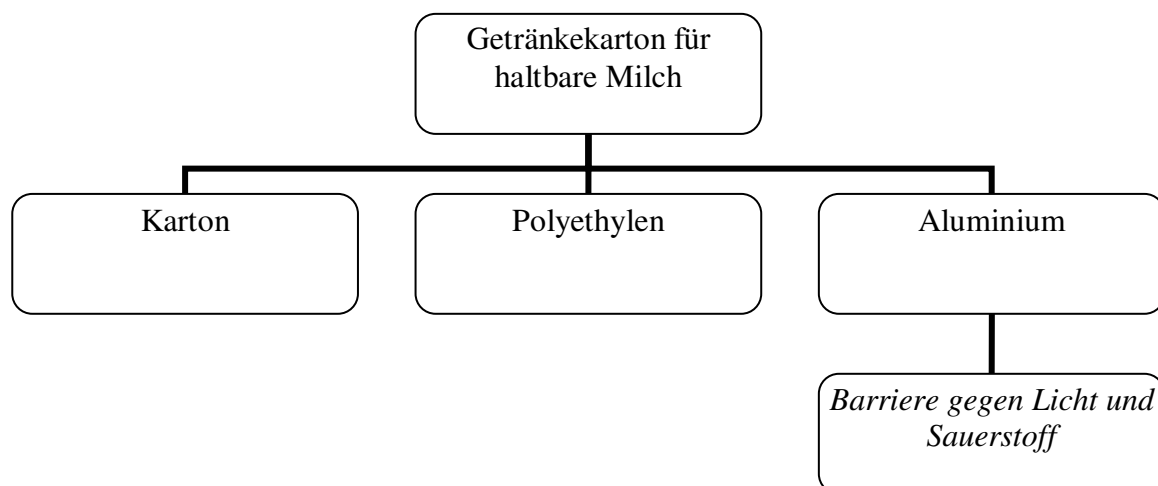 Getränkekarton für
haltbare Milch
Karton
Polyethylen
Aluminium
Barriere gegen Licht und
Sauerstoff